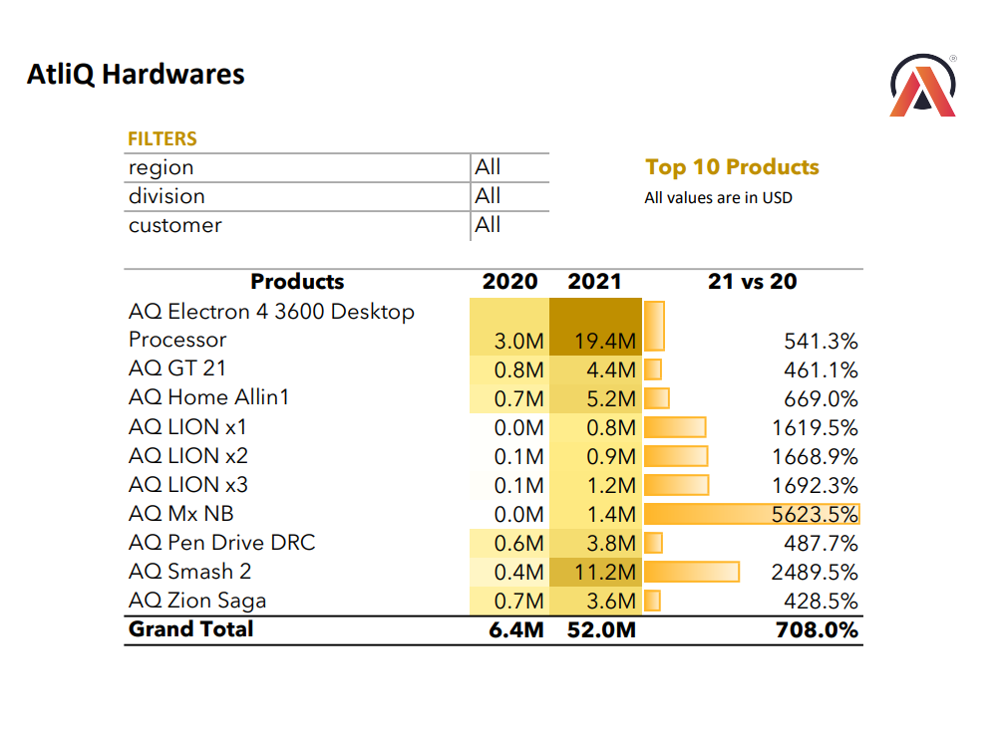 AtliQ Hardwares
®
FILTERS
region All
division All
customer All
Top 10 Products
All values are in USD
Products 2020 2021 21 vs 20
AQ Electron 4 3600 Desktop
Processor 3.0M 19.4M 541.3%
AQ GT 21 0.8M 4.4M 461.1%
AQ Home Allin1 0.7M 5.2M 669.0%
AQ LION x1 0.0M 0.8M 1619.5%
AQ LION x2 0.1M 0.9M 1668.9%
AQ LION x3 0.1M 1.2M 1692.3%
AQ Mx NB 0.0M 1.4M 5623.5%
AQ Pen Drive DRC 0.6M 3.8M 487.7%
AQ Smash 2 0.4M 11.2M 2489.5%
AQ Zion Saga 0.7M 3.6M 428.5%
Grand Total 6.4M 52.0M 708.0%